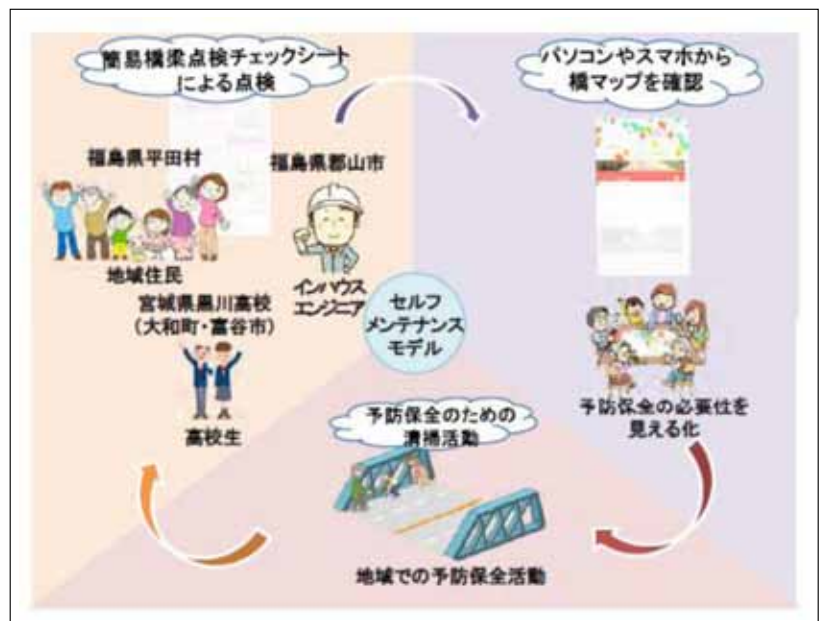 簡易橋梁点検チェックシート
による点検
福島県平田村
地域住民
福島県郡山市
インハウス
エンジニア
宮城県黒川高校
(大和町・富谷市)
高校生
パソコンやスマホから
橋マップを確認
予防保全の必要性を
見える化
セルフ
メンテナンス
モデル
予防保全のための
清掃活動
地域での予防保全活動